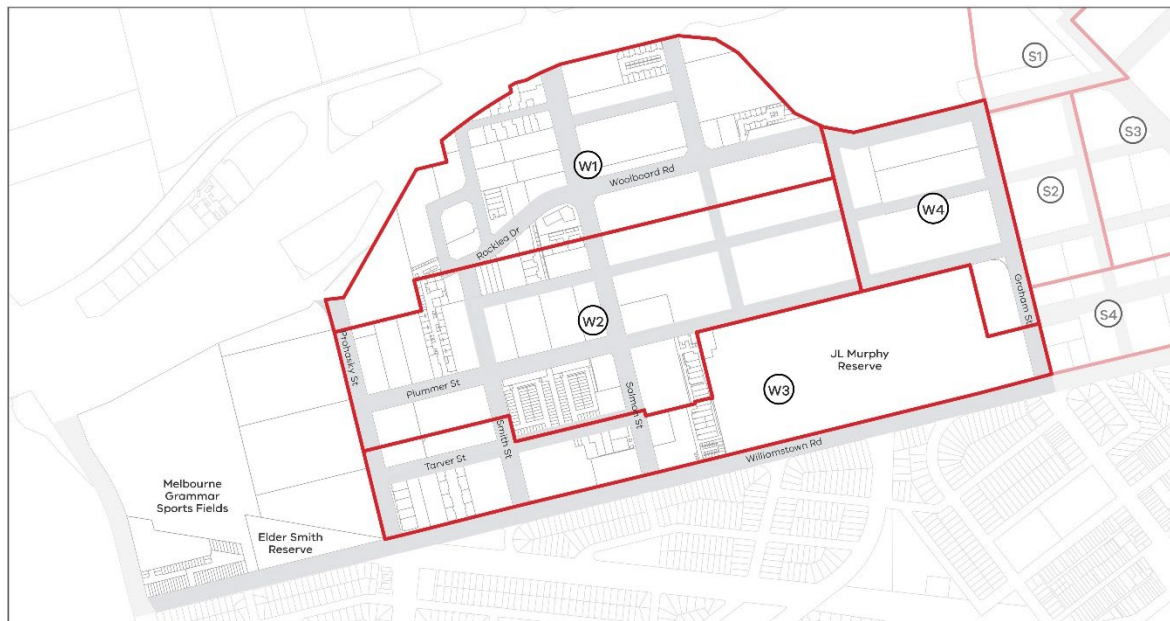 S1
S3
W1
Woolboard Rd
S2
W4
Rocklea Dr
Graham St
S4
W2
Prohasky St
JL Murphy
Reserve
Plummer St
Salmon St
W3
Smith St
Williamstown Rd
Tarver St
Melbourne
Grammar
Sports Fields
Elder Smith
Reserve